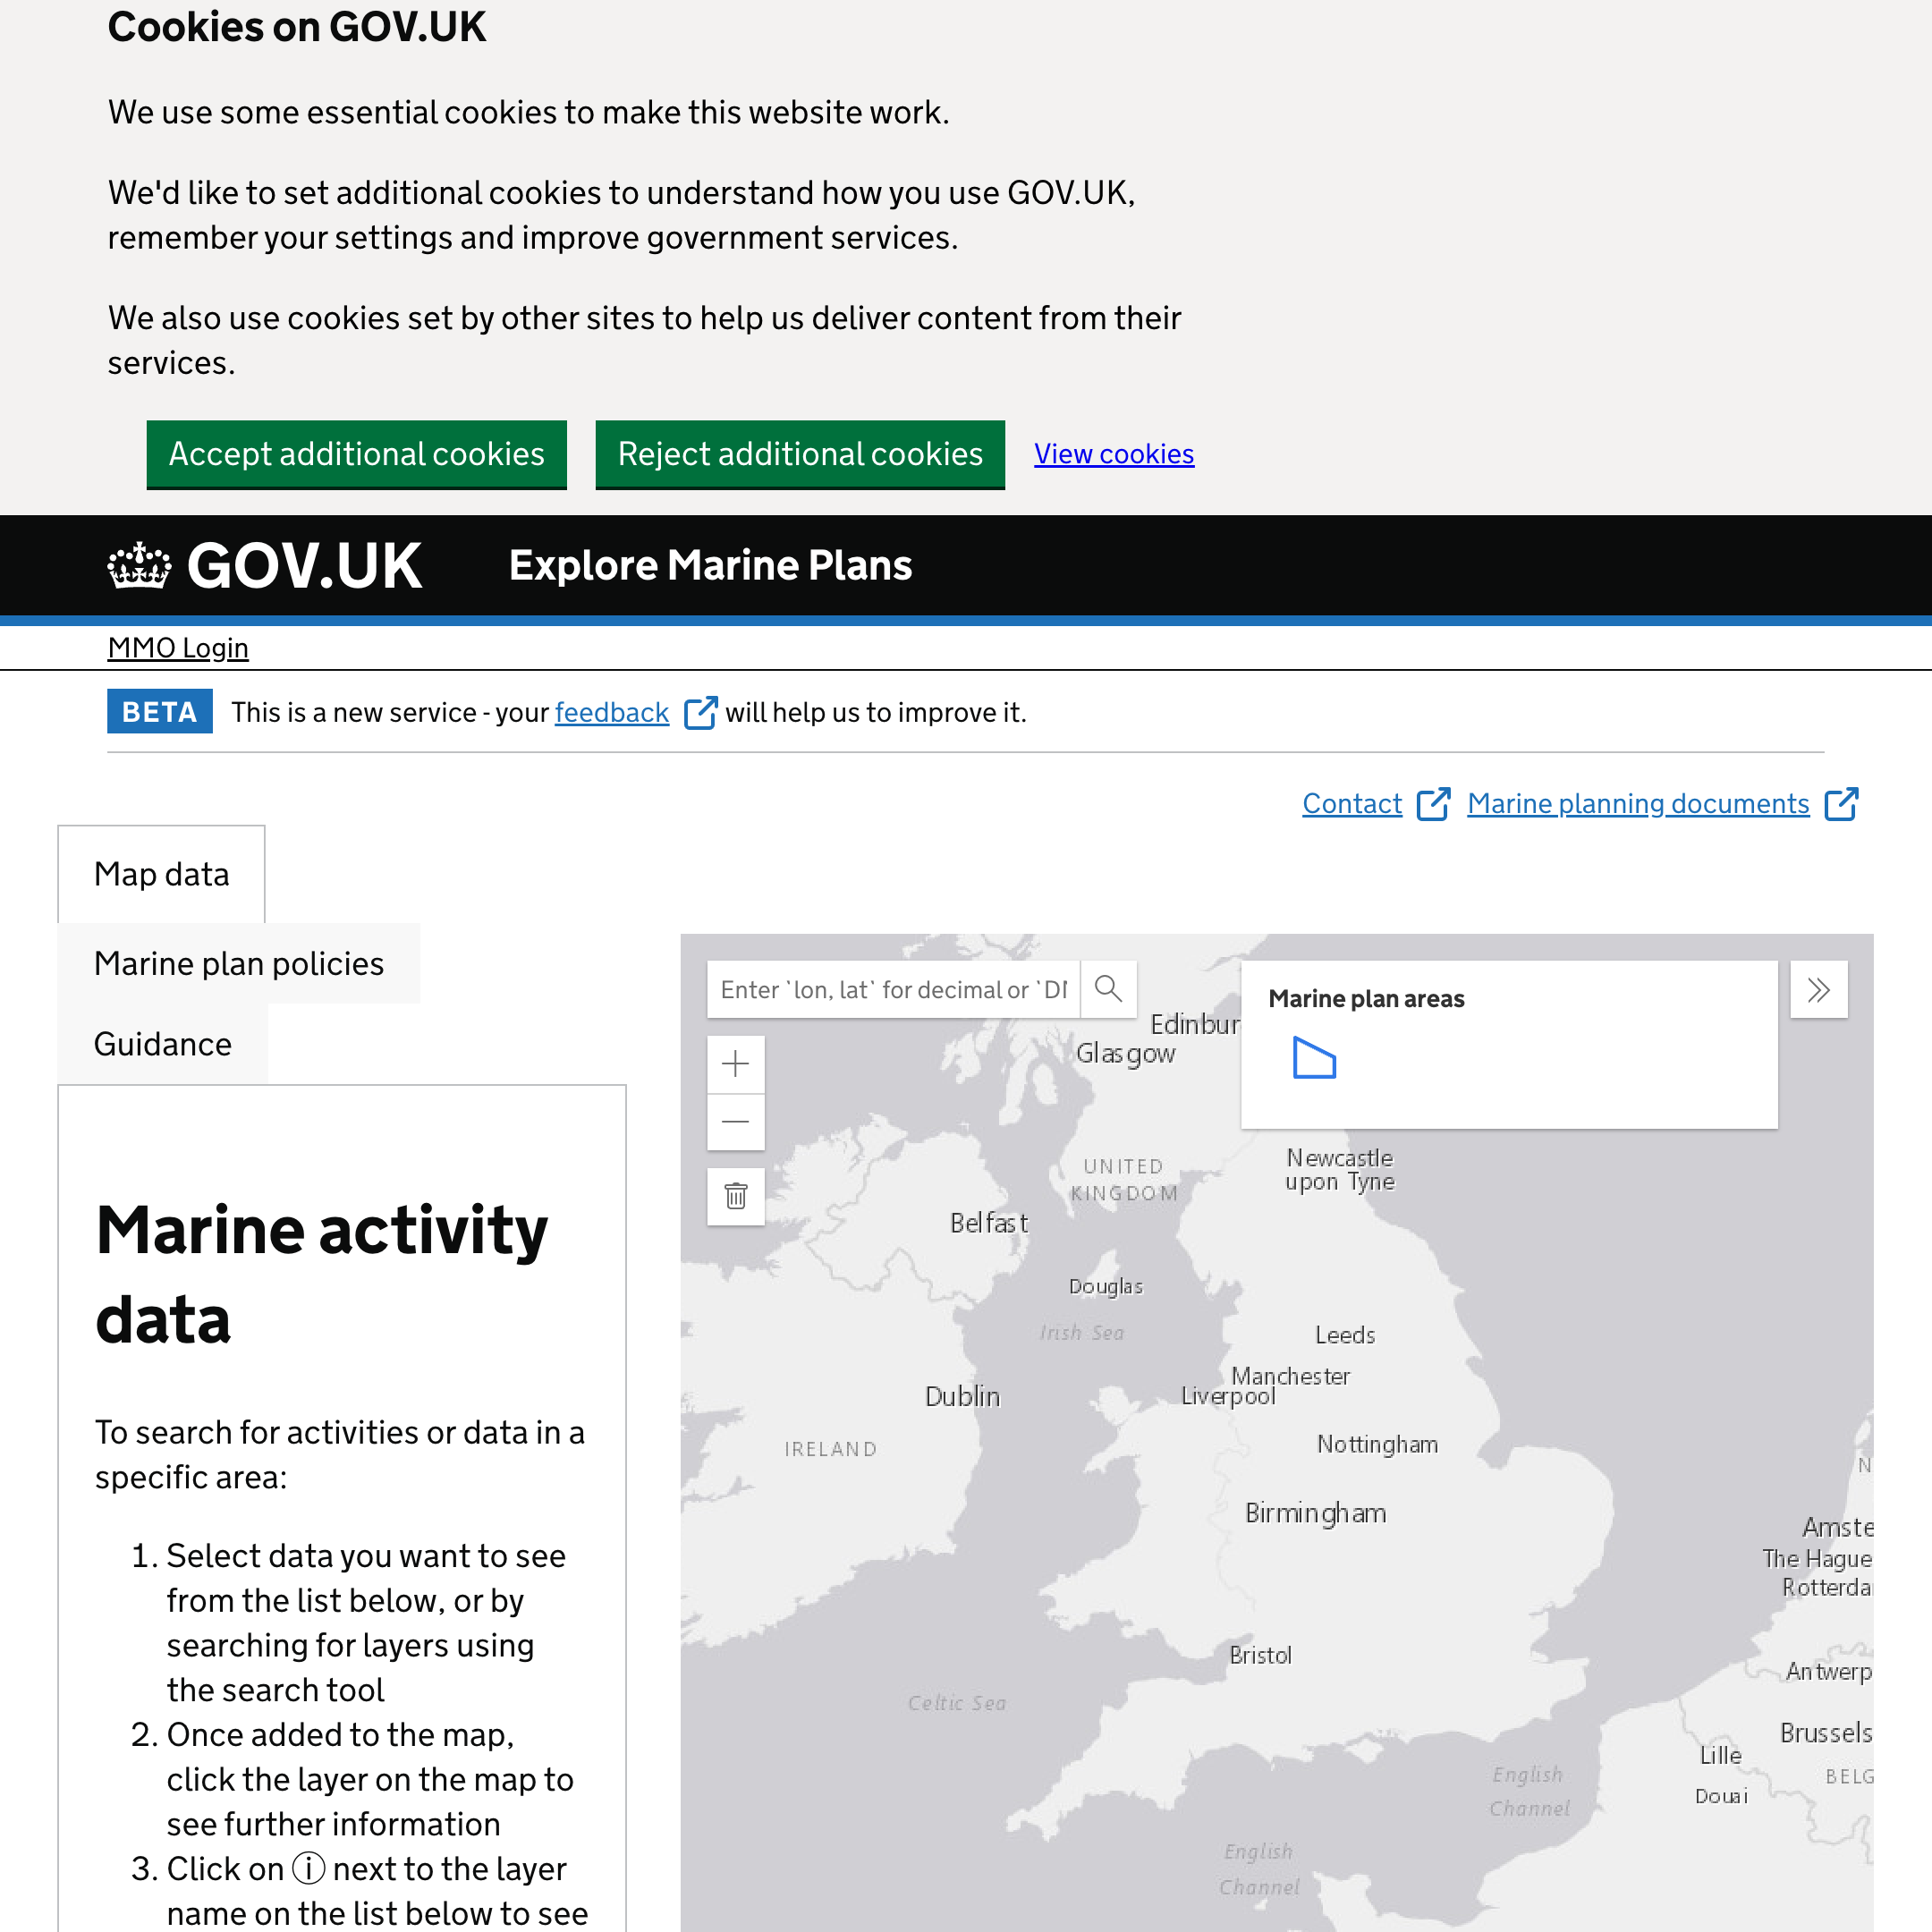 Cookies on GOV.UK
We use some essential cookies to make this website work.
We'd like to set additional cookies to understand how you use GOV.UK,
remember your settings and improve government services.
We also use cookies set by other sites to help us deliver content from their
services.
Accept additional cookies
Reject additional cookies
View cookies
GOV.UK
Explore Marine Plans
MMO Login
BETA
This is a new service - your feedback will help us to improve it.
Contact
Marine planning documents
Map data
Marine plan policies
Guidance
Marine activity
data
To search for activities or data in a
specific area:
1. Select data you want to see
from the list below, or by
searching for layers using
the search tool
2. Once added to the map,
click the layer on the map to
see further information
3. Click on ⓘ next to the layer
name on the list below to see
Enter `lon, lat` for decimal or `D
Marine plan areas
Edinbur
Glasgow
Newcastle
upon Tyne
UNITED
KINGDOM
Belfast
Douglas
Irish Sea
Leeds
Manchester
Liverpool
Dublin
IRELAND
Nottingham
N
Birmingham
Amste
The Hague
Rotterda
Bristol
Antwerp
Celtic Sea
Brussels
Lille
BELG
Douai
English
Channel
English
Channel